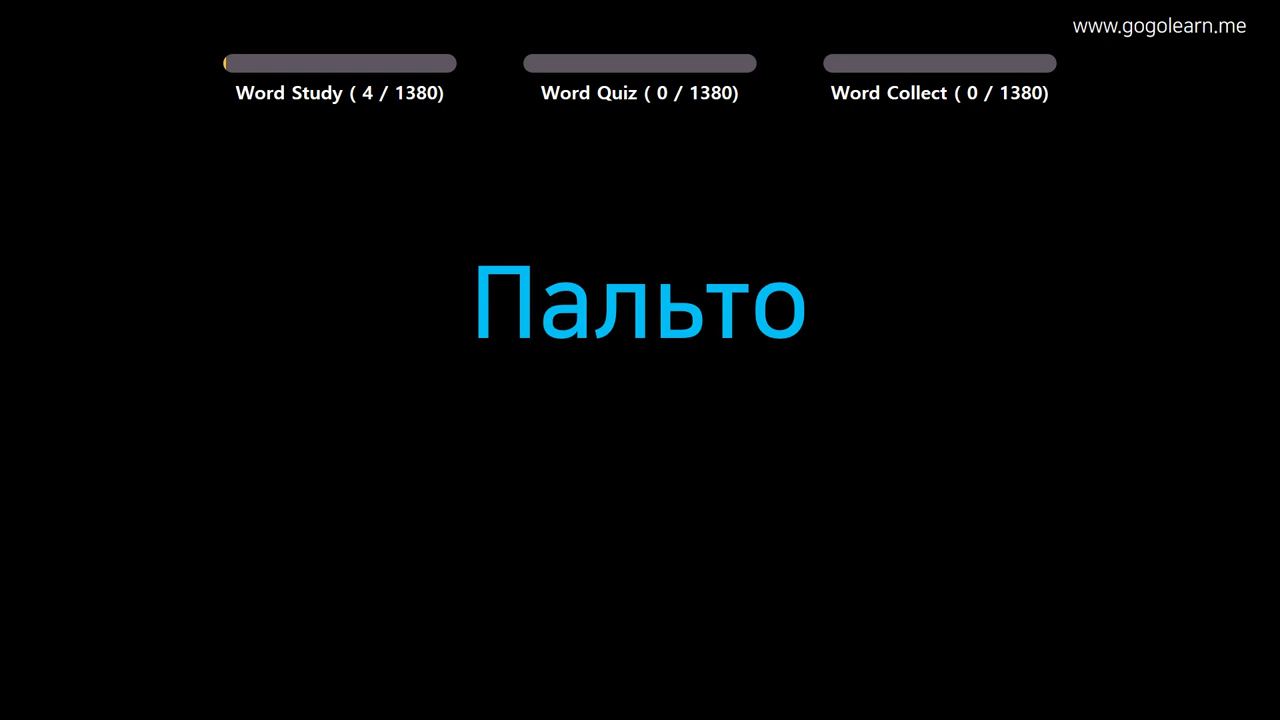 www.gogolearn.me
Word Study ( 4 / 1380)
Word Quiz ( 0 / 1380)
Word Collect ( 0 / 1380)
Пальто